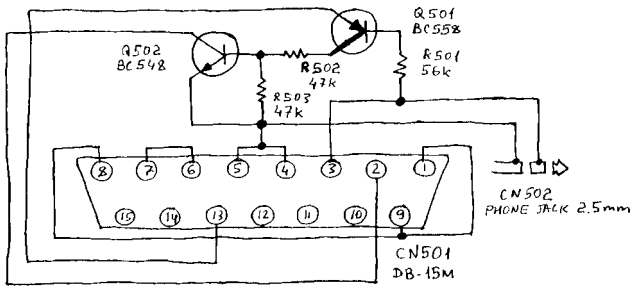 Q501
BC558
Q502
BC548
R501
56k
R502
47k
R503
47k
8 7 6 5 4 3 2 1
15 14 13 12 11 10 9
CN502
PHONE JACK 2.5mm
CN501
DB-15M